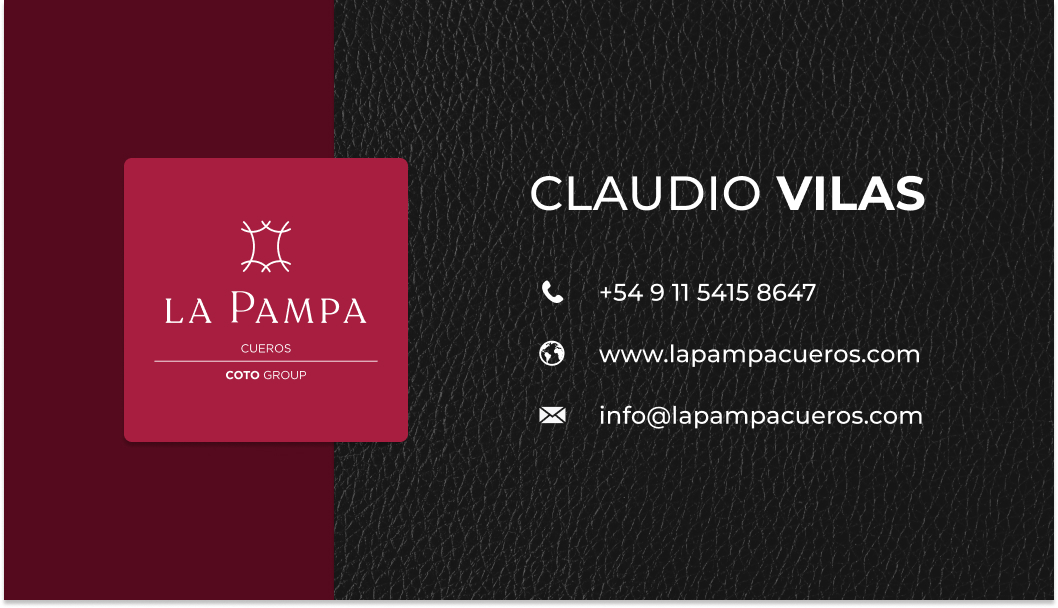 LA PAMPA
CUEROS
COTO GROUP
CLAUDIO VILAS
+54 9 11 5415 8647
www.lapampacueros.com
info@lapampacueros.com